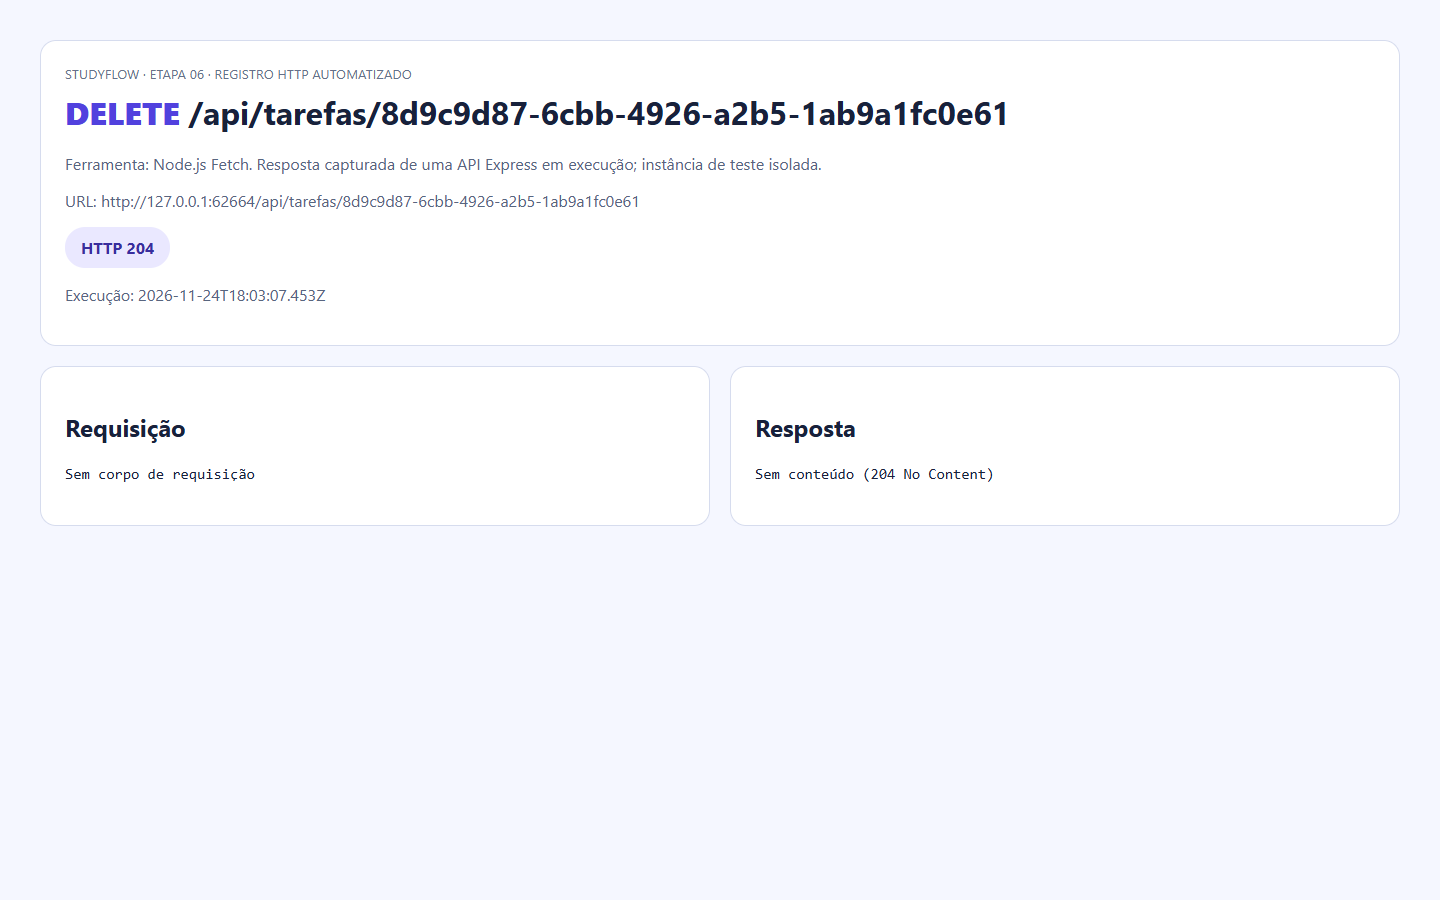 STUDYFLOW · ETAPA 06 · REGISTRO HTTP AUTOMATIZADO
DELETE /api/tarefas/8d9c9d87-6cbb-4926-a2b5-1ab9a1fc0e61
Ferramenta: Node.js Fetch. Resposta capturada de uma API Express em execução; instância de teste isolada.
URL: http://127.0.0.1:62664/api/tarefas/8d9c9d87-6cbb-4926-a2b5-1ab9a1fc0e61
HTTP 204
Execução: 2026-11-24T18:03:07.453Z
Requisição
Sem corpo de requisição
Resposta
Sem conteúdo (204 No Content)